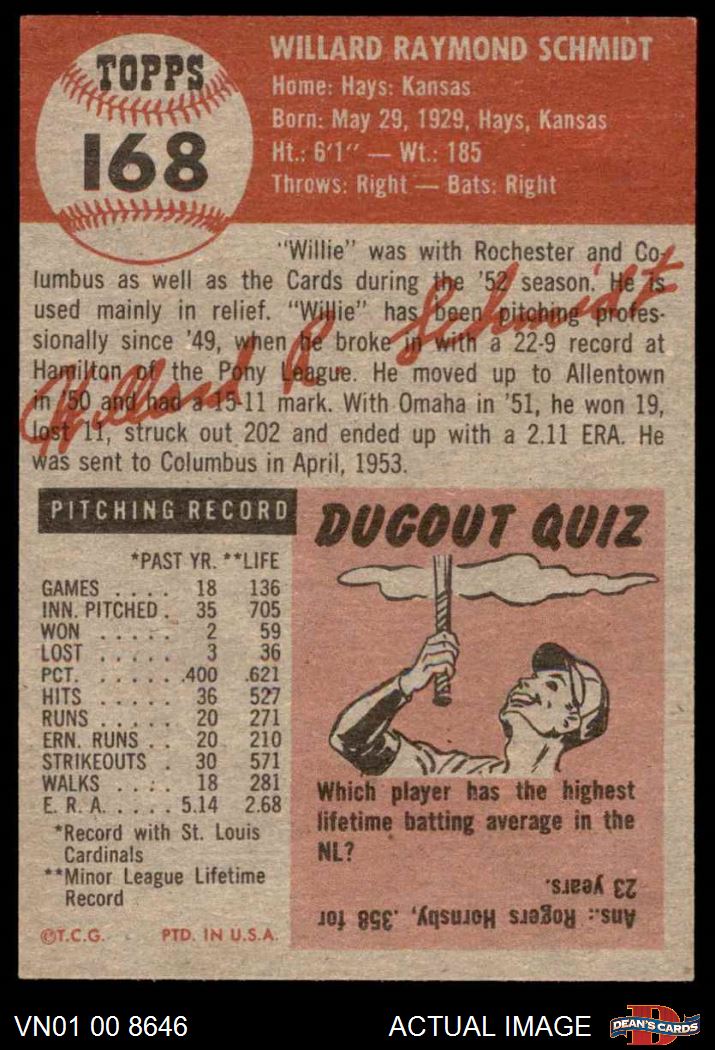 TOPPS
168
WILLARD RAYMOND SCHMIDT
Home: Hays: Kansas
Born: May 29, 1929, Hays, Kansas
Ht.: 6'1" — Wt.: 185
Throws: Right — Bats: Right
"Willie" was with Rochester and Co-
lumbus as well as the Cards during the '52 season. He is
used mainly in relief. "Willie" has been pitching profes-
sionally since '49, when he broke in with a 22-9 record at
Hamilton of the Pony League. He moved up to Allentown
in '50 and had a 15-11 mark. With Omaha in '51, he won 19,
lost 11, struck out 202 and ended up with a 2.11 ERA. He
was sent to Columbus in April, 1953.
Willard R. Schmidt
PITCHING RECORD
*PAST YR. **LIFE
GAMES . . . . 18 136
INN. PITCHED . 35 705
WON . . . . . 2 59
LOST . . . . . 3 36
PCT. . . . . . .400 .621
HITS . . . . . 36 527
RUNS . . . . . 20 271
ERN. RUNS . . 20 210
STRIKEOUTS . 30 571
WALKS . . . . 18 281
E. R. A. . . . . 5.14 2.68
*Record with St. Louis
Cardinals
**Minor League Lifetime
Record
©T.C.G. PTD. IN U.S.A.
DUGOUT QUIZ
Which player has the highest
lifetime batting average in the
NL?
Ans.: Rogers Hornsby, .358 for
23 years.
VN01 00 8646
ACTUAL IMAGE
D
DEAN'S CARDS